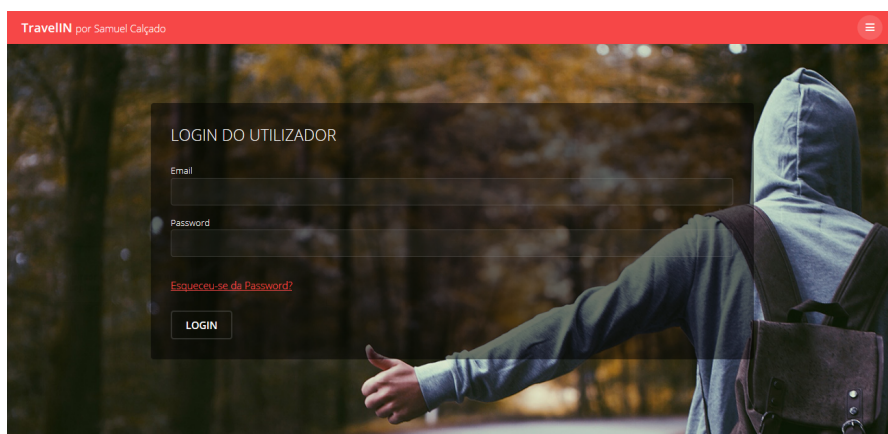 TravelIN por Samuel Calçado
LOGIN DO UTILIZADOR
Email
Password
Esqueceu-se da Password?
LOGIN